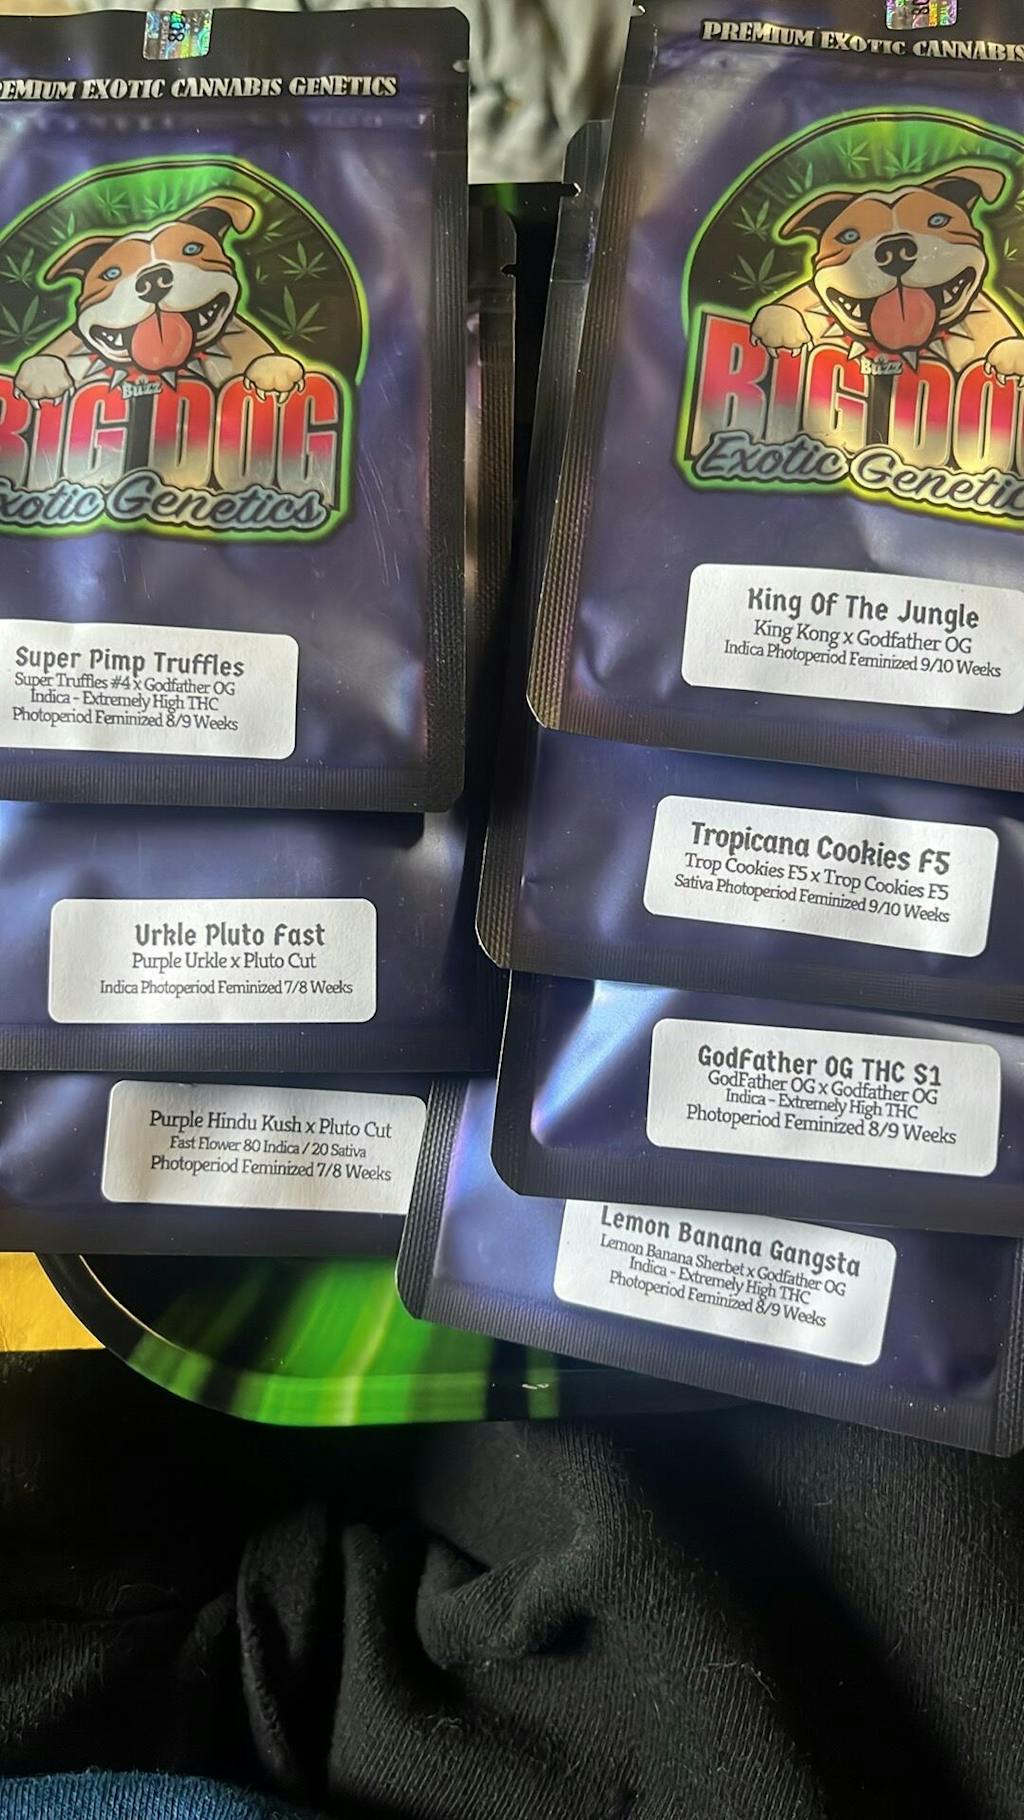 PREMIUM EXOTIC CANNABIS GENETICS
Buzz
BIG DOG
Exotic Genetics
Super Pimp Truffles
Super Truffles #4 x Godfather OG
Indica - Extremely High THC
Photoperiod Feminized 8/9 Weeks
Urkle Pluto Fast
Purple Urkle x Pluto Cut
Indica Photoperiod Feminized 7/8 Weeks
Purple Hindu Kush x Pluto Cut
Fast Flower 80 Indica / 20 Sativa
Photoperiod Feminized 7/8 Weeks
PREMIUM EXOTIC CANNABIS
Buzz
BIG DO
Exotic Genetic
King Of The Jungle
King Kong x Godfather OG
Indica Photoperiod Feminized 9/10 Weeks
Tropicana Cookies F5
Trop Cookies F5 x Trop Cookies F5
Sativa Photoperiod Feminized 9/10 Weeks
GodFather OG THC S1
GodFather OG x Godfather OG
Indica - Extremely High THC
Photoperiod Feminized 8/9 Weeks
Lemon Banana Gangsta
Lemon Banana Sherbet x Godfather OG
Indica - Extremely High THC
Photoperiod Feminized 8/9 Weeks